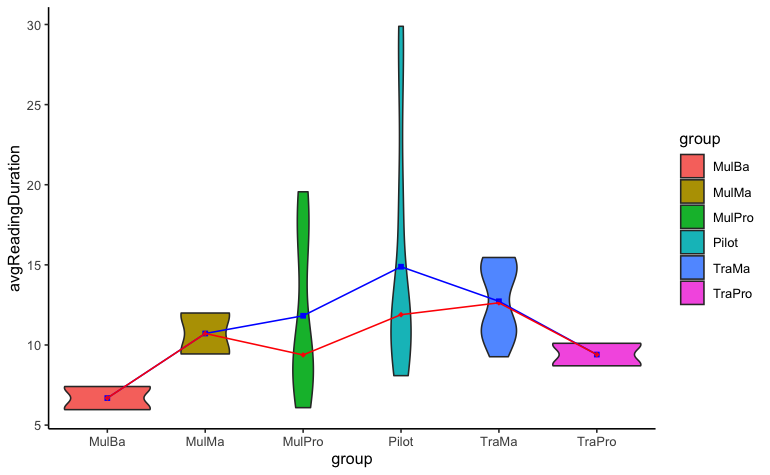 avgReadingDuration
30
25
20
15
10
5
MulBa MulMa MulPro Pilot TraMa TraPro
group
group
MulBa
MulMa
MulPro
Pilot
TraMa
TraPro